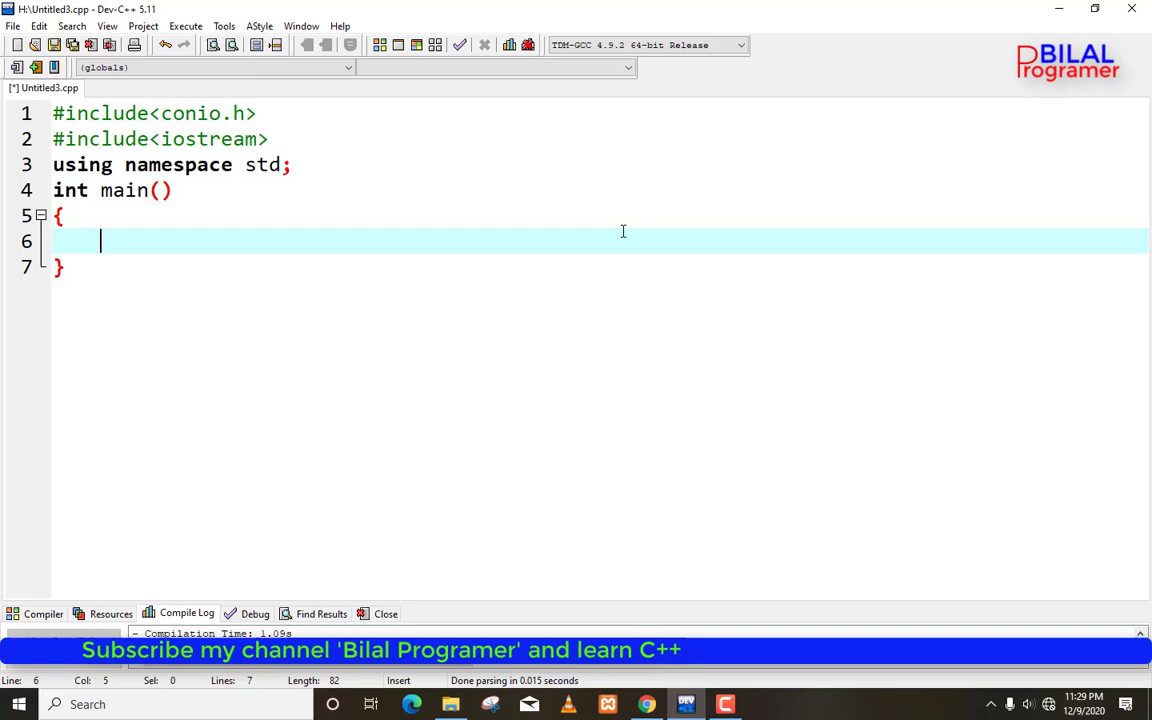 H:\Untitled3.cpp - Dev-C++ 5.11
File Edit Search View Project Execute Tools AStyle Window Help
TDM-GCC 4.9.2 64-bit Release
(globals)
BILAL
Programer
[*] Untitled3.cpp
1 #include<conio.h>
2 #include<iostream>
3 using namespace std;
4 int main()
5 {
6
7 }
Compiler Resources Compile Log Debug Find Results Close
- Compilation Time: 1.09s
Subscribe my channel 'Bilal Programer' and learn C++
Line: 6 Col: 5 Sel: 0 Lines: 7 Length: 82 Insert Done parsing in 0.015 seconds
Search
DEV
11:29 PM
12/9/2020